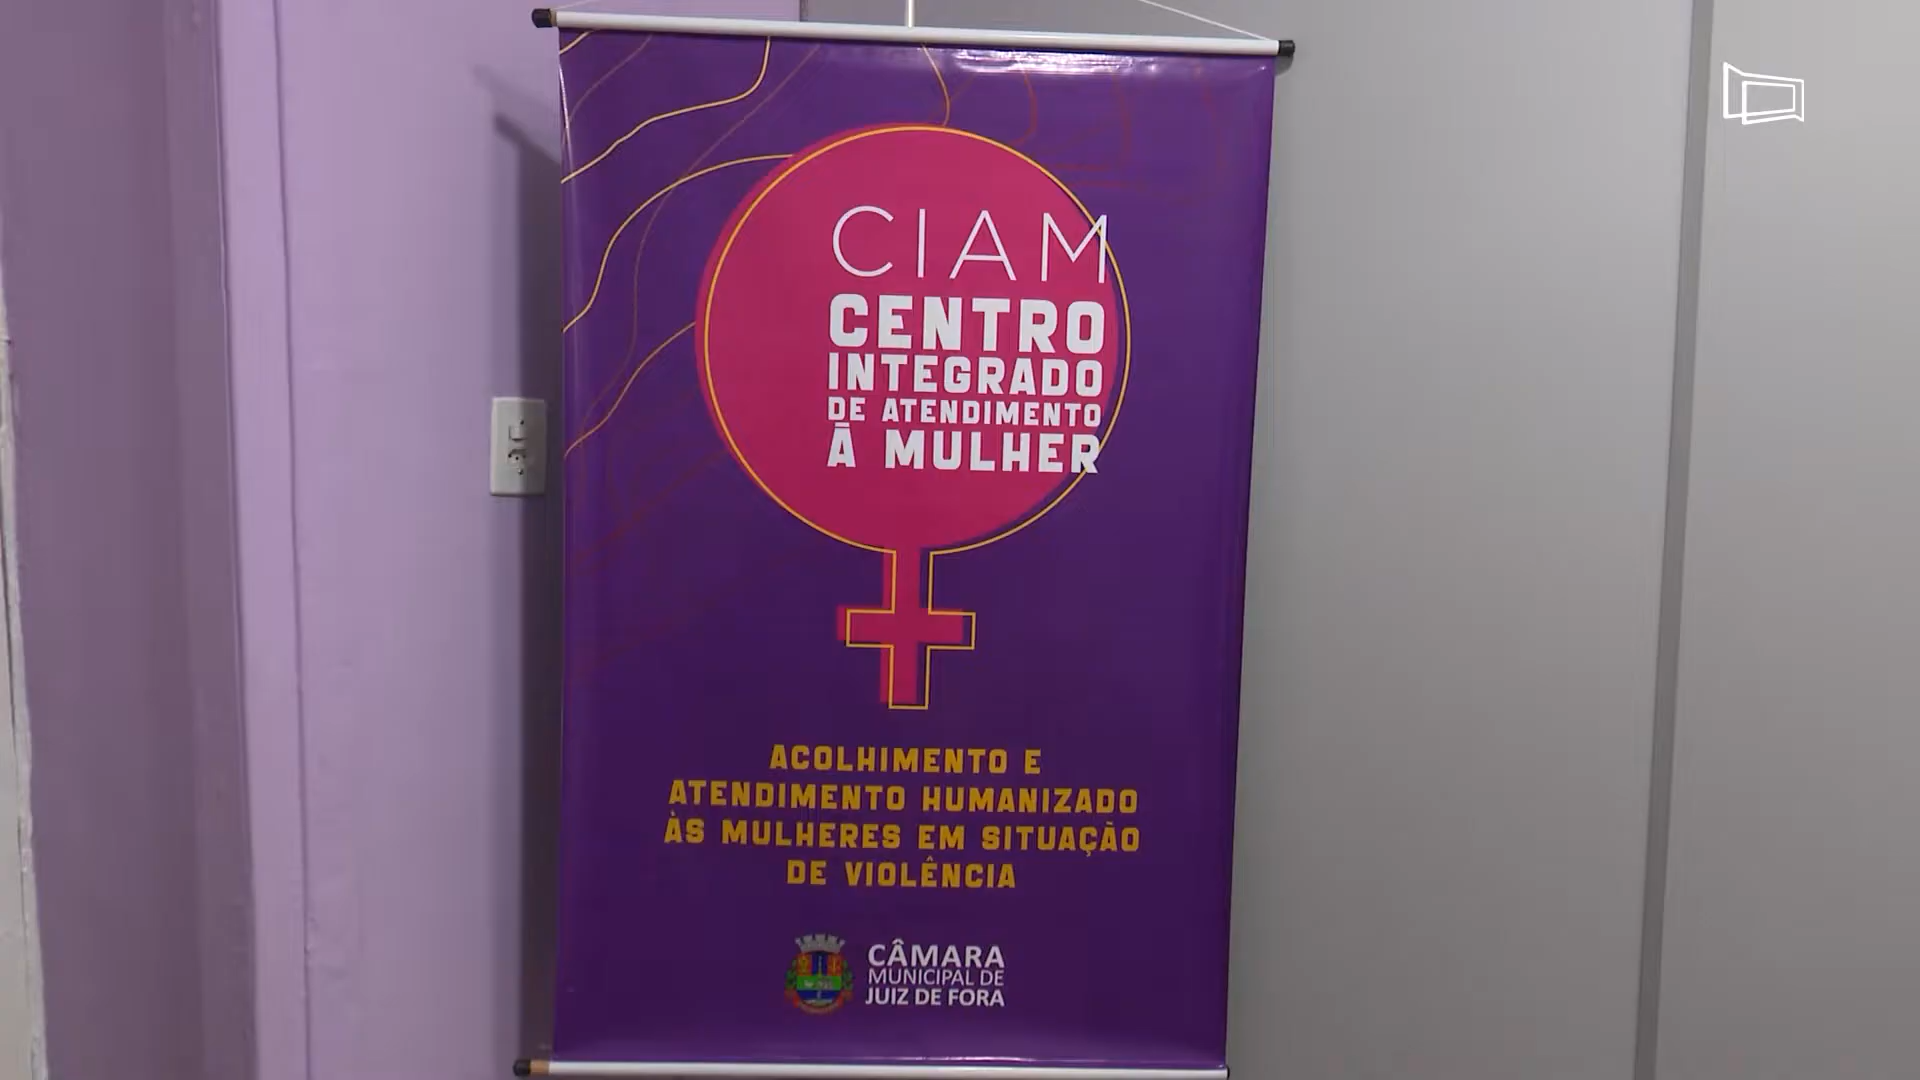 CIAM
CENTRO
INTEGRADO
DE ATENDIMENTO
À MULHER
ACOLHIMENTO E
ATENDIMENTO HUMANIZADO
ÀS MULHERES EM SITUAÇÃO
DE VIOLÊNCIA
CÂMARA
MUNICIPAL DE
JUIZ DE FORA